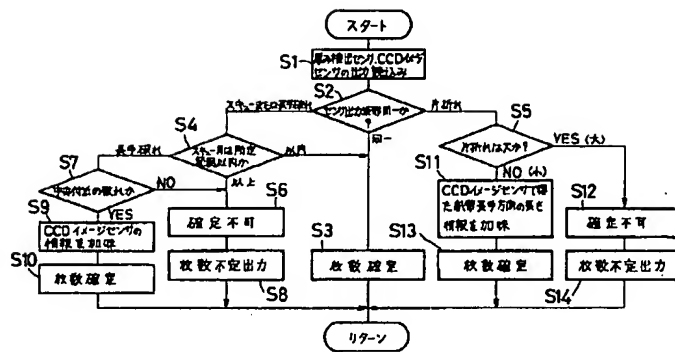 スタート
S1
厚み検出センサ、CCDイメージ
センサの出力読込み
S2
センサ出力波形同一か
?
スキューまたは長手破れ
片折れ
同一
S4
スキューは所定
範囲以内か
長手破れ
以内
以上
S5
片折れは大か?
YES (大)
NO (小)
S7
中央付近の破れか
NO
YES
S6
確定不可
S11
CCDイメージセンサで得
た紙幣長手方向の長さ
情報を加味
S12
確定不可
S9
CCDイメージセンサの
情報を加味
S10
枚数確定
枚数不定出力
S8
S3
枚数確定
S13
枚数確定
枚数不定出力
S14
リターン